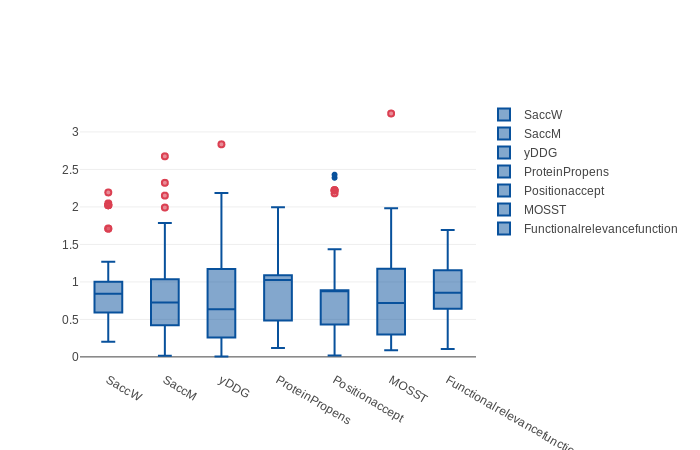 3
2.5
2
1.5
1
0.5
0
SaccW
SaccM
yDDG
ProteinPropens
Positionaccept
MOSST
Functionalrelevancefunctio
SaccW
SaccM
yDDG
ProteinPropens
Positionaccept
MOSST
Functionalrelevancefunction